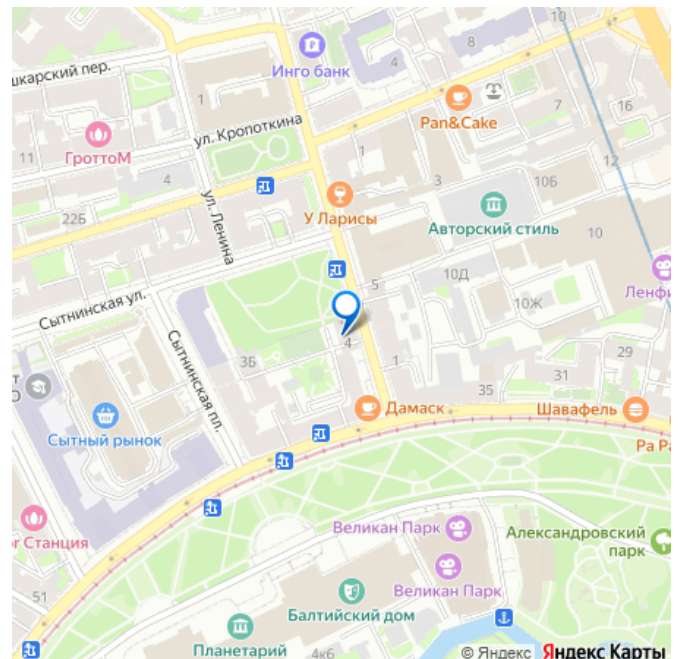 10
8
4
шкарский пер.
Инго банк
1
16
7
Pan&Cake
ул. Кропоткина
11
ГроттоМ
1
12
4
3
10Б
У Ларисы
ул. Ленина
22Б
Авторский стиль
10
10Д
Ленфи
5
Сытнинская ул.
10Ж
4
3Б
1
29
31
35
Сытнинская пл.
т
О
Дамаск
Шавафель
Сытный рынок
Ра Ра
Великан Парк
Александровский
парк
ог Станция
Великан Парк
51
Балтийский дом
Планетарий
4к6
© Яндекс Яндекс Карты